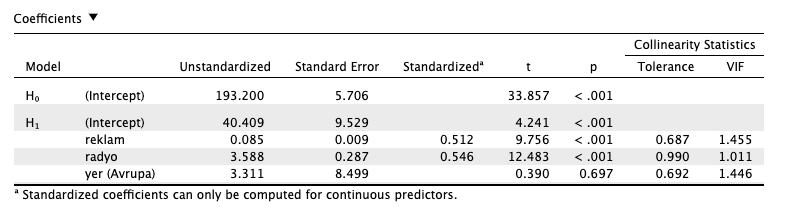 Coefficients ▼
Collinearity Statistics
Model Unstandardized Standard Error Standardizedᵃ t p Tolerance VIF
H₀ (Intercept) 193.200 5.706 33.857 < .001
H₁ (Intercept) 40.409 9.529 4.241 < .001
reklam 0.085 0.009 0.512 9.756 < .001 0.687 1.455
radyo 3.588 0.287 0.546 12.483 < .001 0.990 1.011
yer (Avrupa) 3.311 8.499 0.390 0.697 0.692 1.446
ᵃ Standardized coefficients can only be computed for continuous predictors.